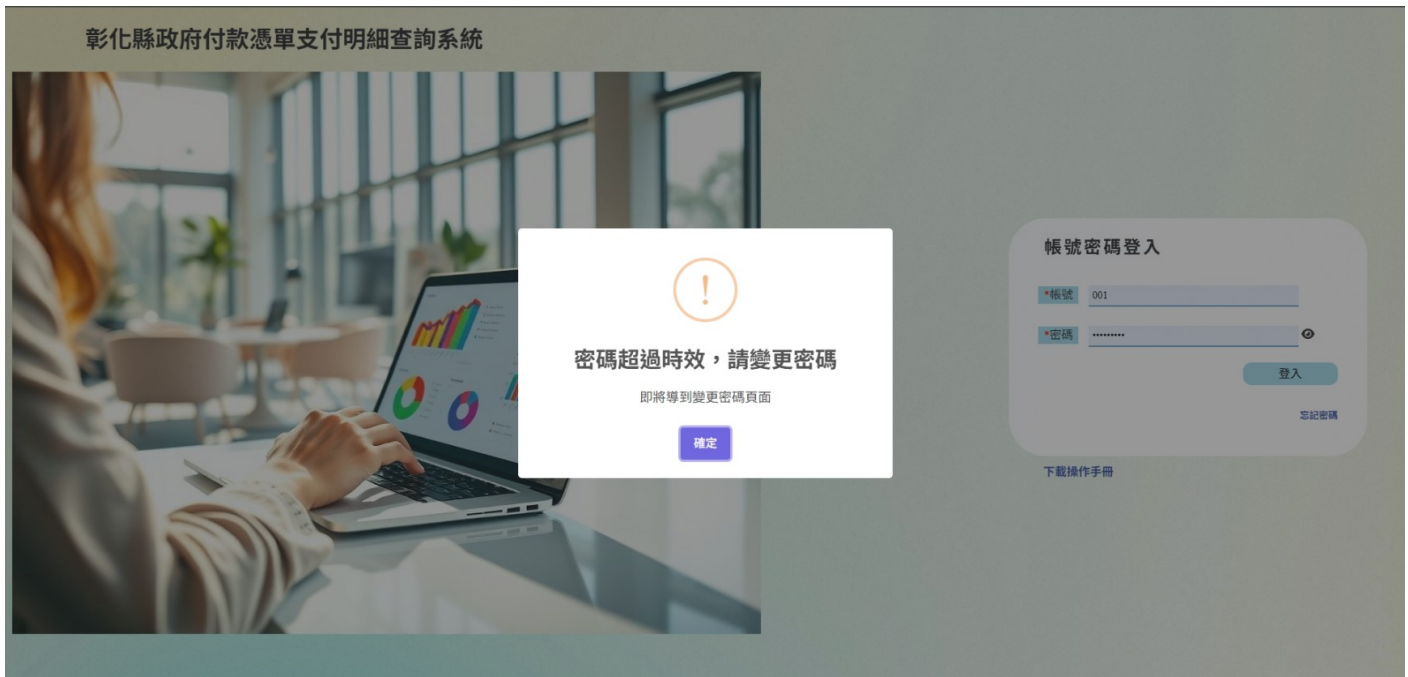 彰化縣政府付款憑單支付明細查詢系統
!
密碼超過時效，請變更密碼
即將導到變更密碼頁面
確定
帳號密碼登入
*帳號 001
*密碼 ·········
登入
忘記密碼
下載操作手冊